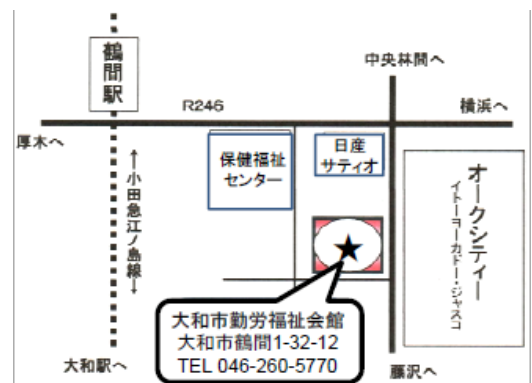 鶴間駅
中央林間へ
R246
横浜へ
厚木へ
保健福祉
センター
日産
サティオ
オークシティー
イトーヨーカドー・ジャスコ
←小田急江ノ島線→
大和市勤労福祉会館
大和市鶴間1-32-12
TEL 046-260-5770
大和駅へ
藤沢へ